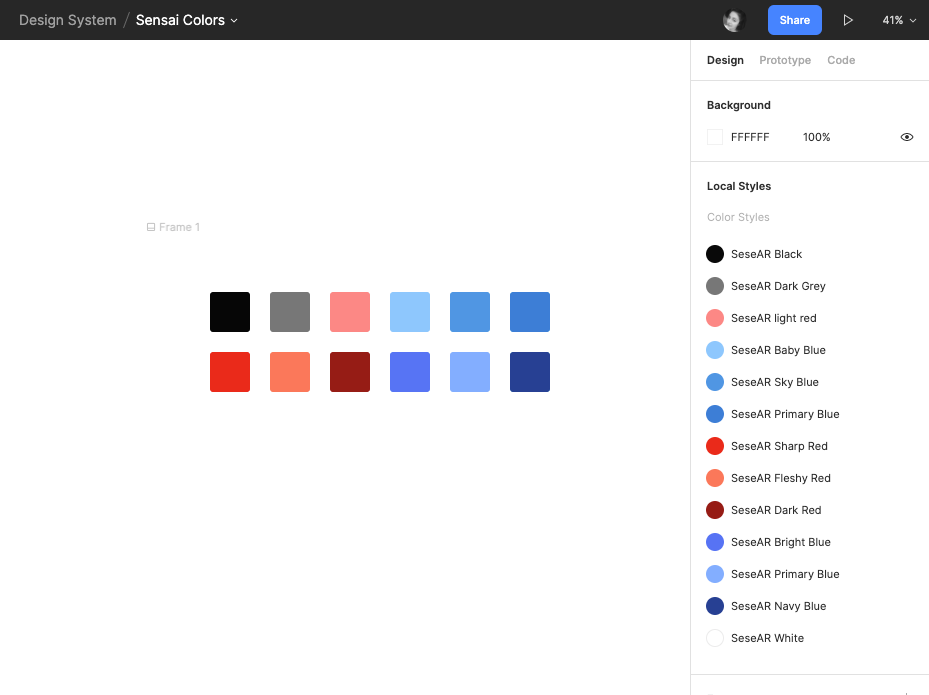 Design System / Sensai Colors
Share
41%
Design Prototype Code
Background
FFFFFF 100%
Local Styles
Color Styles
Frame 1
SeseAR Black
SeseAR Dark Grey
SeseAR light red
SeseAR Baby Blue
SeseAR Sky Blue
SeseAR Primary Blue
SeseAR Sharp Red
SeseAR Fleshy Red
SeseAR Dark Red
SeseAR Bright Blue
SeseAR Primary Blue
SeseAR Navy Blue
SeseAR White